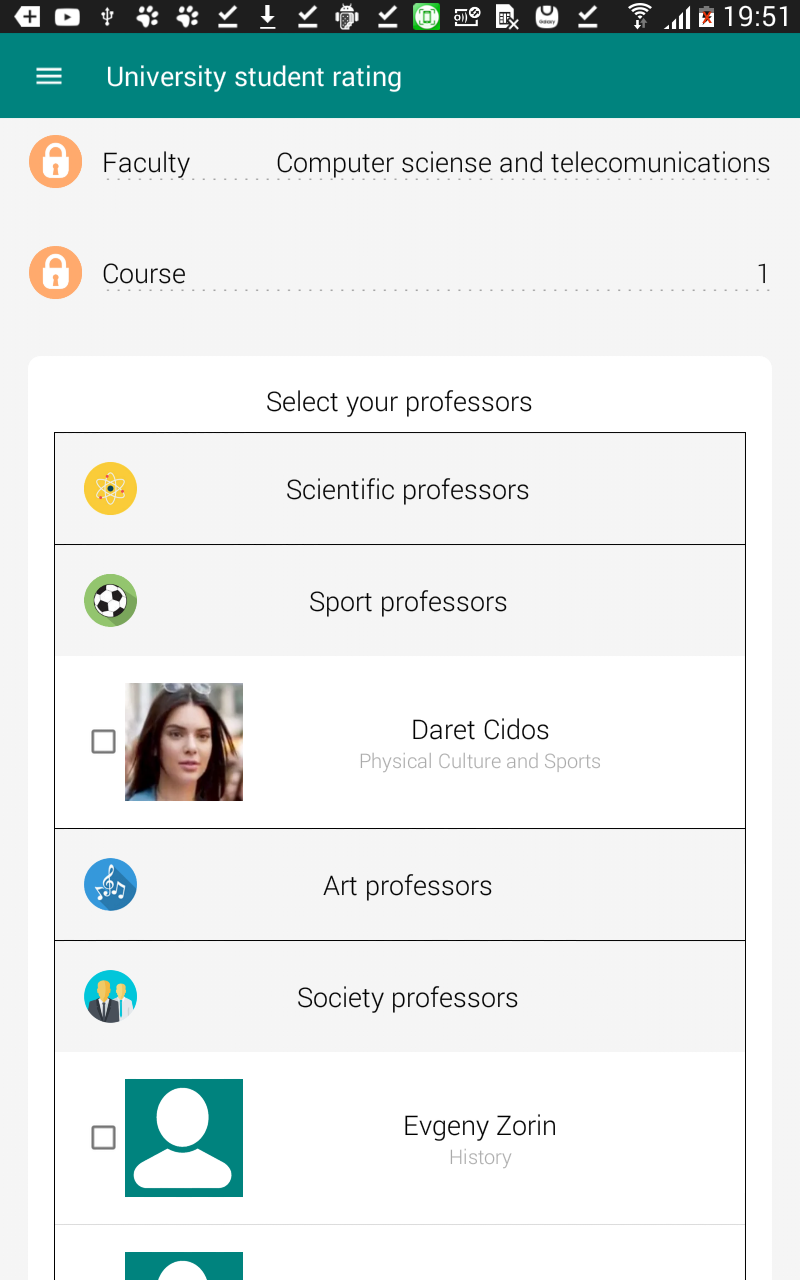 19:51
University student rating
Faculty Computer sciense and telecomunications
Course 1
Select your professors
Scientific professors
Sport professors
Daret Cidos
Physical Culture and Sports
Art professors
Society professors
Evgeny Zorin
History